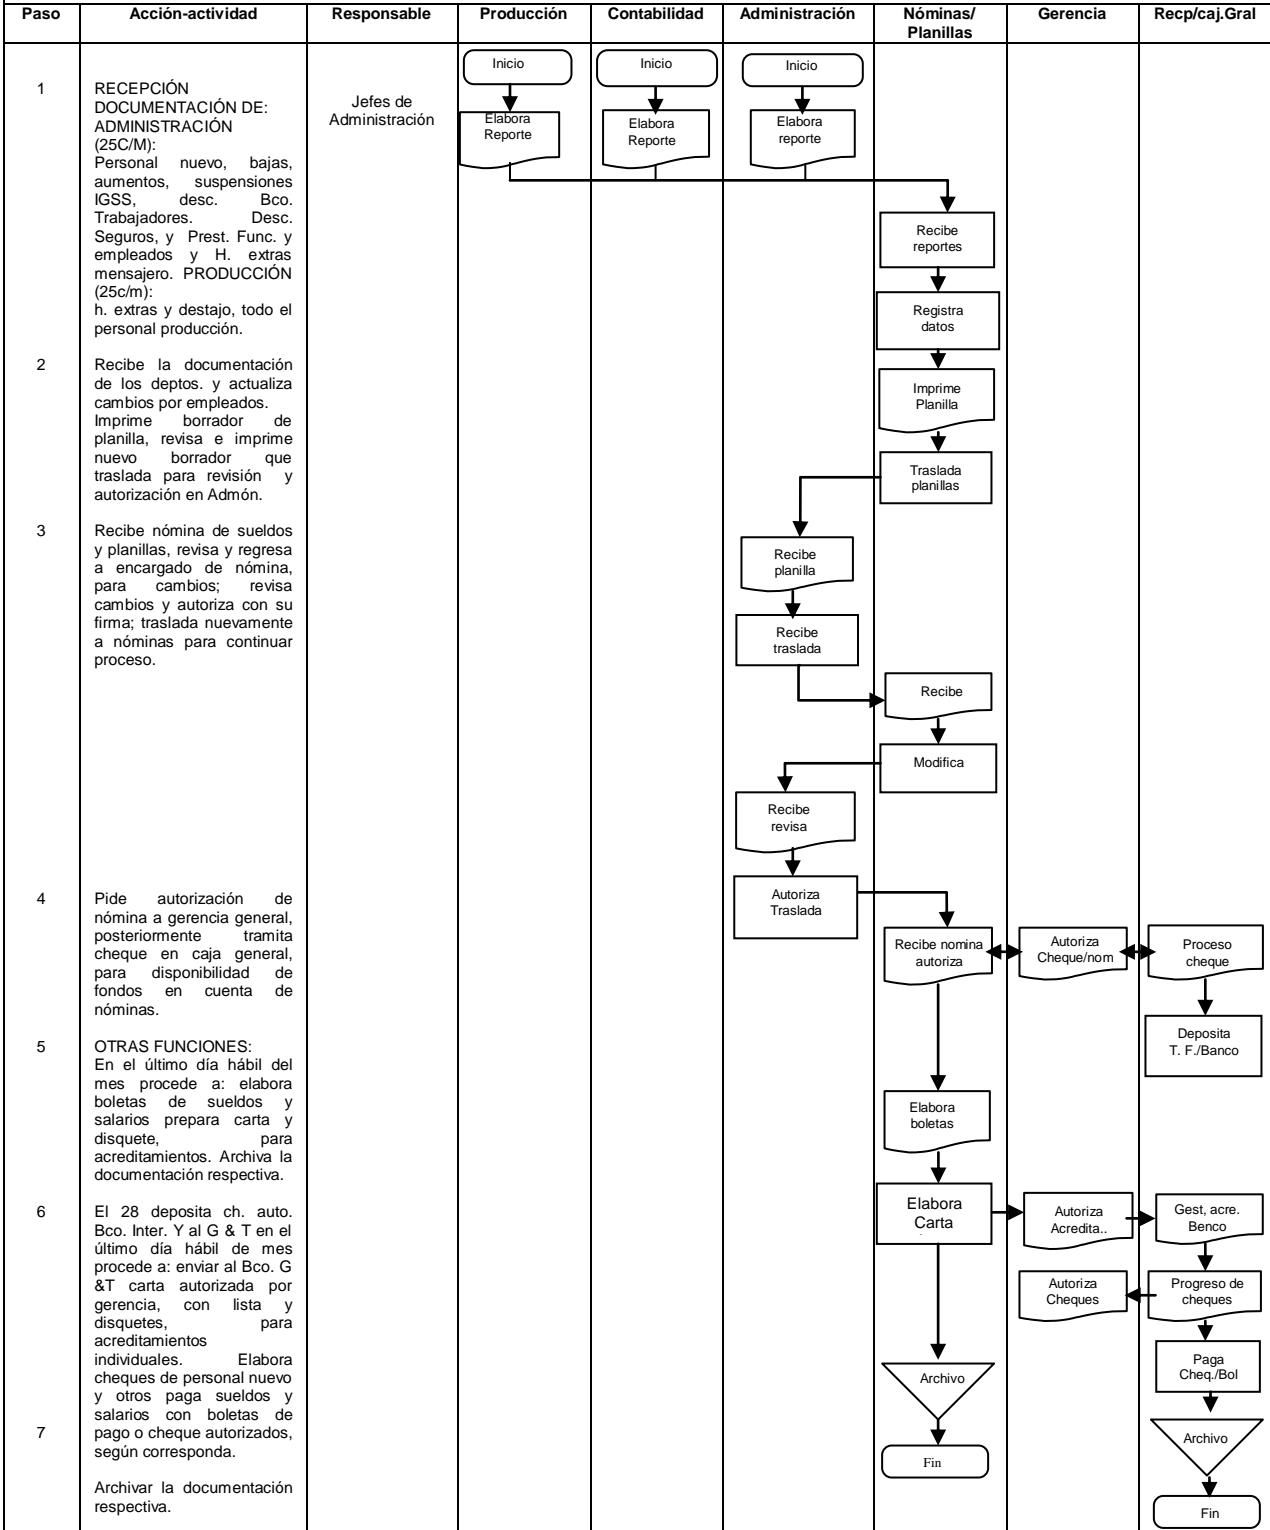 Paso
Acción-actividad
Responsable
Producción
Contabilidad
Administración
Nóminas/
Planillas
Gerencia
Recp/caj.Gral
1
RECEPCIÓN
DOCUMENTACIÓN DE:
ADMINISTRACIÓN
(25C/M):
Personal nuevo, bajas,
aumentos, suspensiones
IGSS, desc. Bco.
Trabajadores. Desc.
Seguros, y Prest. Func. y
empleados y H. extras
mensajero. PRODUCCIÓN
(25c/m):
h. extras y destajo, todo el
personal producción.
Jefes de
Administración
Inicio
Elabora
Reporte
Inicio
Elabora
Reporte
Inicio
Elabora
reporte
Recibe
reportes
Registra
datos
2
Recibe la documentación
de los deptos. y actualiza
cambios por empleados.
Imprime borrador de
planilla, revisa e imprime
nuevo borrador que
traslada para revisión y
autorización en Admón.
Imprime
Planilla
Traslada
planillas
3
Recibe nómina de sueldos
y planillas, revisa y regresa
a encargado de nómina,
para cambios; revisa
cambios y autoriza con su
firma; traslada nuevamente
a nóminas para continuar
proceso.
Recibe
planilla
Recibe
traslada
Recibe
Modifica
Recibe
revisa
4
Pide autorización de
nómina a gerencia general,
posteriormente tramita
cheque en caja general,
para disponibilidad de
fondos en cuenta de
nóminas.
Autoriza
Traslada
Recibe nomina
autoriza
Autoriza
Cheque/nom
Proceso
cheque
Deposita
T. F./Banco
5
OTRAS FUNCIONES:
En el último día hábil del
mes procede a: elabora
boletas de sueldos y
salarios prepara carta y
disquete, para
acreditamientos. Archiva la
documentación respectiva.
Elabora
boletas
6
El 28 deposita ch. auto.
Bco. Inter. Y al G & T en el
último día hábil de mes
procede a: enviar al Bco. G
&T carta autorizada por
gerencia, con lista y
disquetes, para
acreditamientos
individuales. Elabora
cheques de personal nuevo
y otros paga sueldos y
salarios con boletas de
pago o cheque autorizados,
según corresponda.
Elabora
Carta
Autoriza
Acredita..
Gest, acre.
Benco
Autoriza
Cheques
Progreso de
cheques
Paga
Cheq./Bol
Archivo
Fin
7
Archivar la documentación
respectiva.
Archivo
Fin